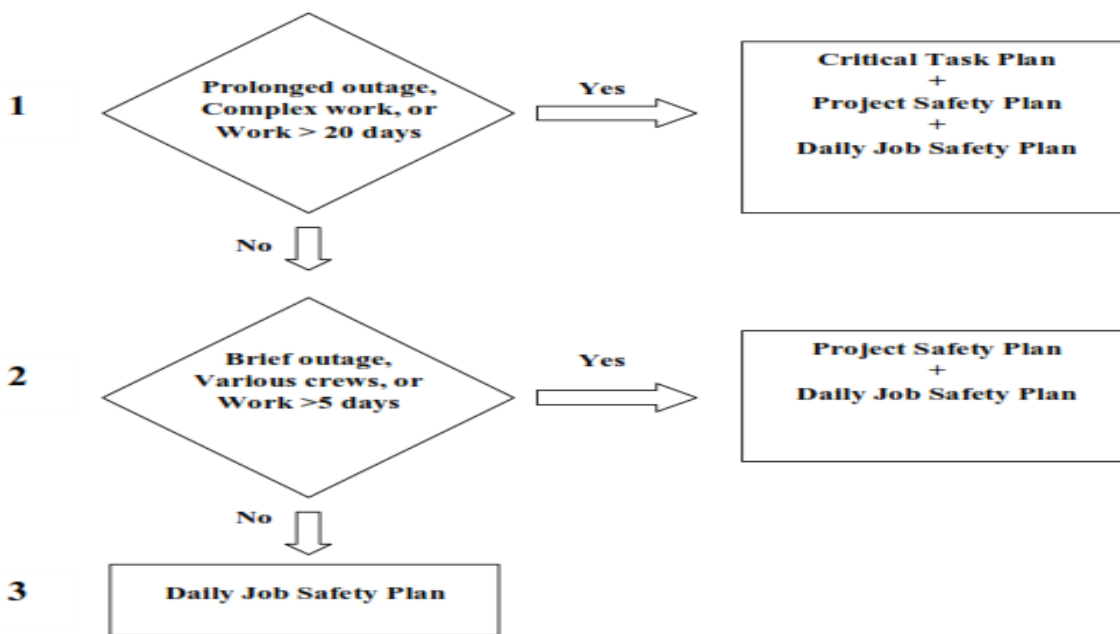 1
Prolonged outage,
Complex work, or
Work > 20 days
Yes
Critical Task Plan
+
Project Safety Plan
+
Daily Job Safety Plan
No
2
Brief outage,
Various crews, or
Work >5 days
Yes
Project Safety Plan
+
Daily Job Safety Plan
No
3
Daily Job Safety Plan